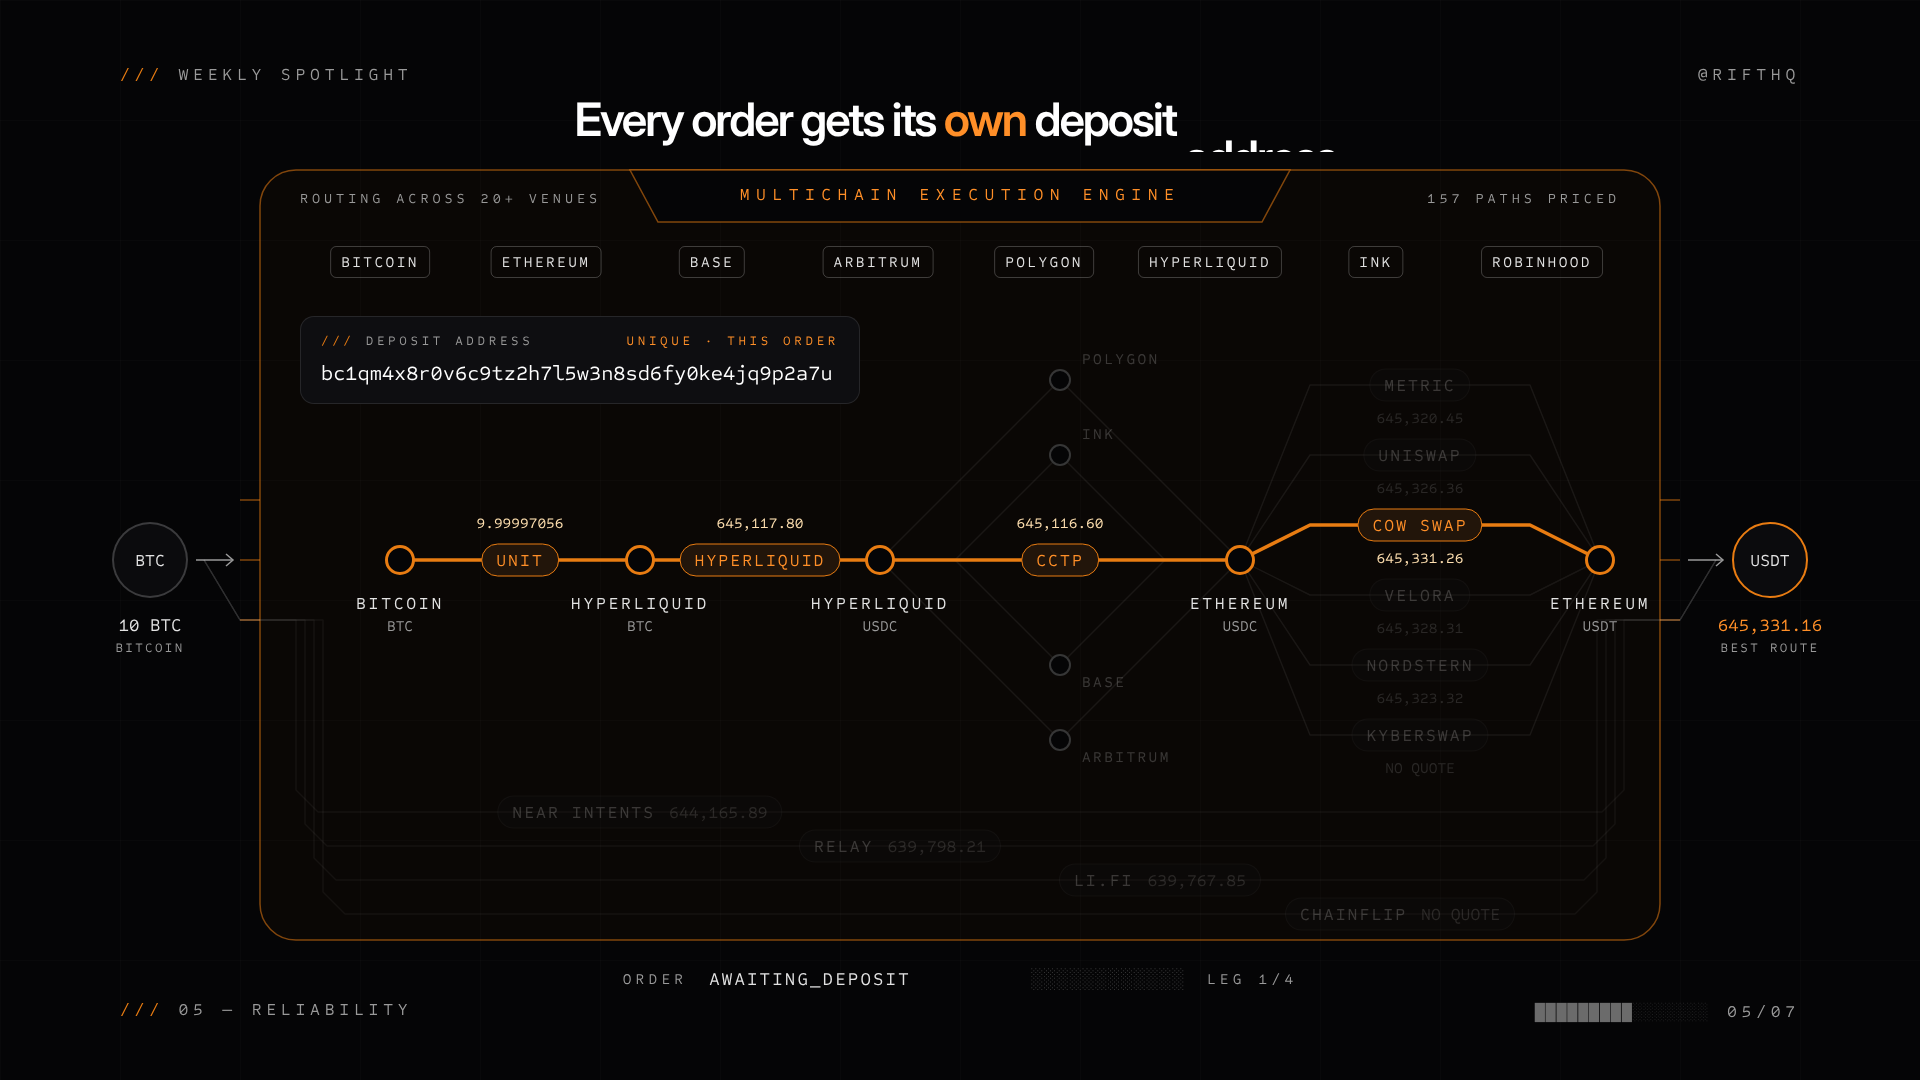 /// WEEKLY SPOTLIGHT
@RIFTHQ
Every order gets its own deposit
address
ROUTING ACROSS 20+ VENUES
MULTICHAIN EXECUTION ENGINE
157 PATHS PRICED
BITCOIN
ETHEREUM
BASE
ARBITRUM
POLYGON
HYPERLIQUID
INK
ROBINHOOD
/// DEPOSIT ADDRESS
UNIQUE · THIS ORDER
bc1qm4x8r0v6c9tz2h7l5w3n8sd6fy0ke4jq9p2a7u
POLYGON
INK
METRIC
645,320.45
UNISWAP
645,326.36
COW SWAP
645,331.26
VELORA
645,328.31
NORDSTERN
645,323.32
KYBERSWAP
NO QUOTE
9.99997056
UNIT
645,117.80
HYPERLIQUID
645,116.60
CCTP
BTC
10 BTC
BITCOIN
BITCOIN
BTC
HYPERLIQUID
BTC
HYPERLIQUID
USDC
ETHEREUM
USDC
ETHEREUM
USDT
USDT
645,331.16
BEST ROUTE
BASE
ARBITRUM
NEAR INTENTS 644,165.89
RELAY 639,798.21
LI.FI 639,767.85
CHAINFLIP NO QUOTE
ORDER AWAITING_DEPOSIT
LEG 1/4
/// 05 — RELIABILITY
05/07